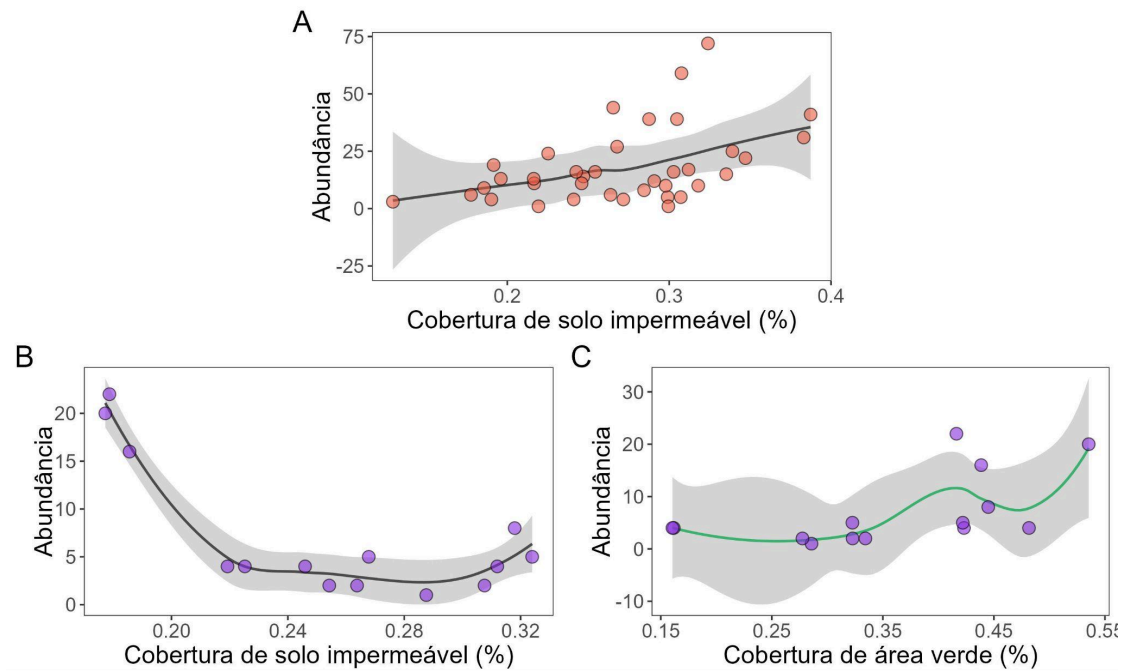 A
Abundância
75
50
25
0
-25
0.2 0.3 0.4
Cobertura de solo impermeável (%)
B
Abundância
20
15
10
5
0
0.20 0.24 0.28 0.32
Cobertura de solo impermeável (%)
C
Abundância
30
20
10
0
-10
0.15 0.25 0.35 0.45 0.55
Cobertura de área verde (%)